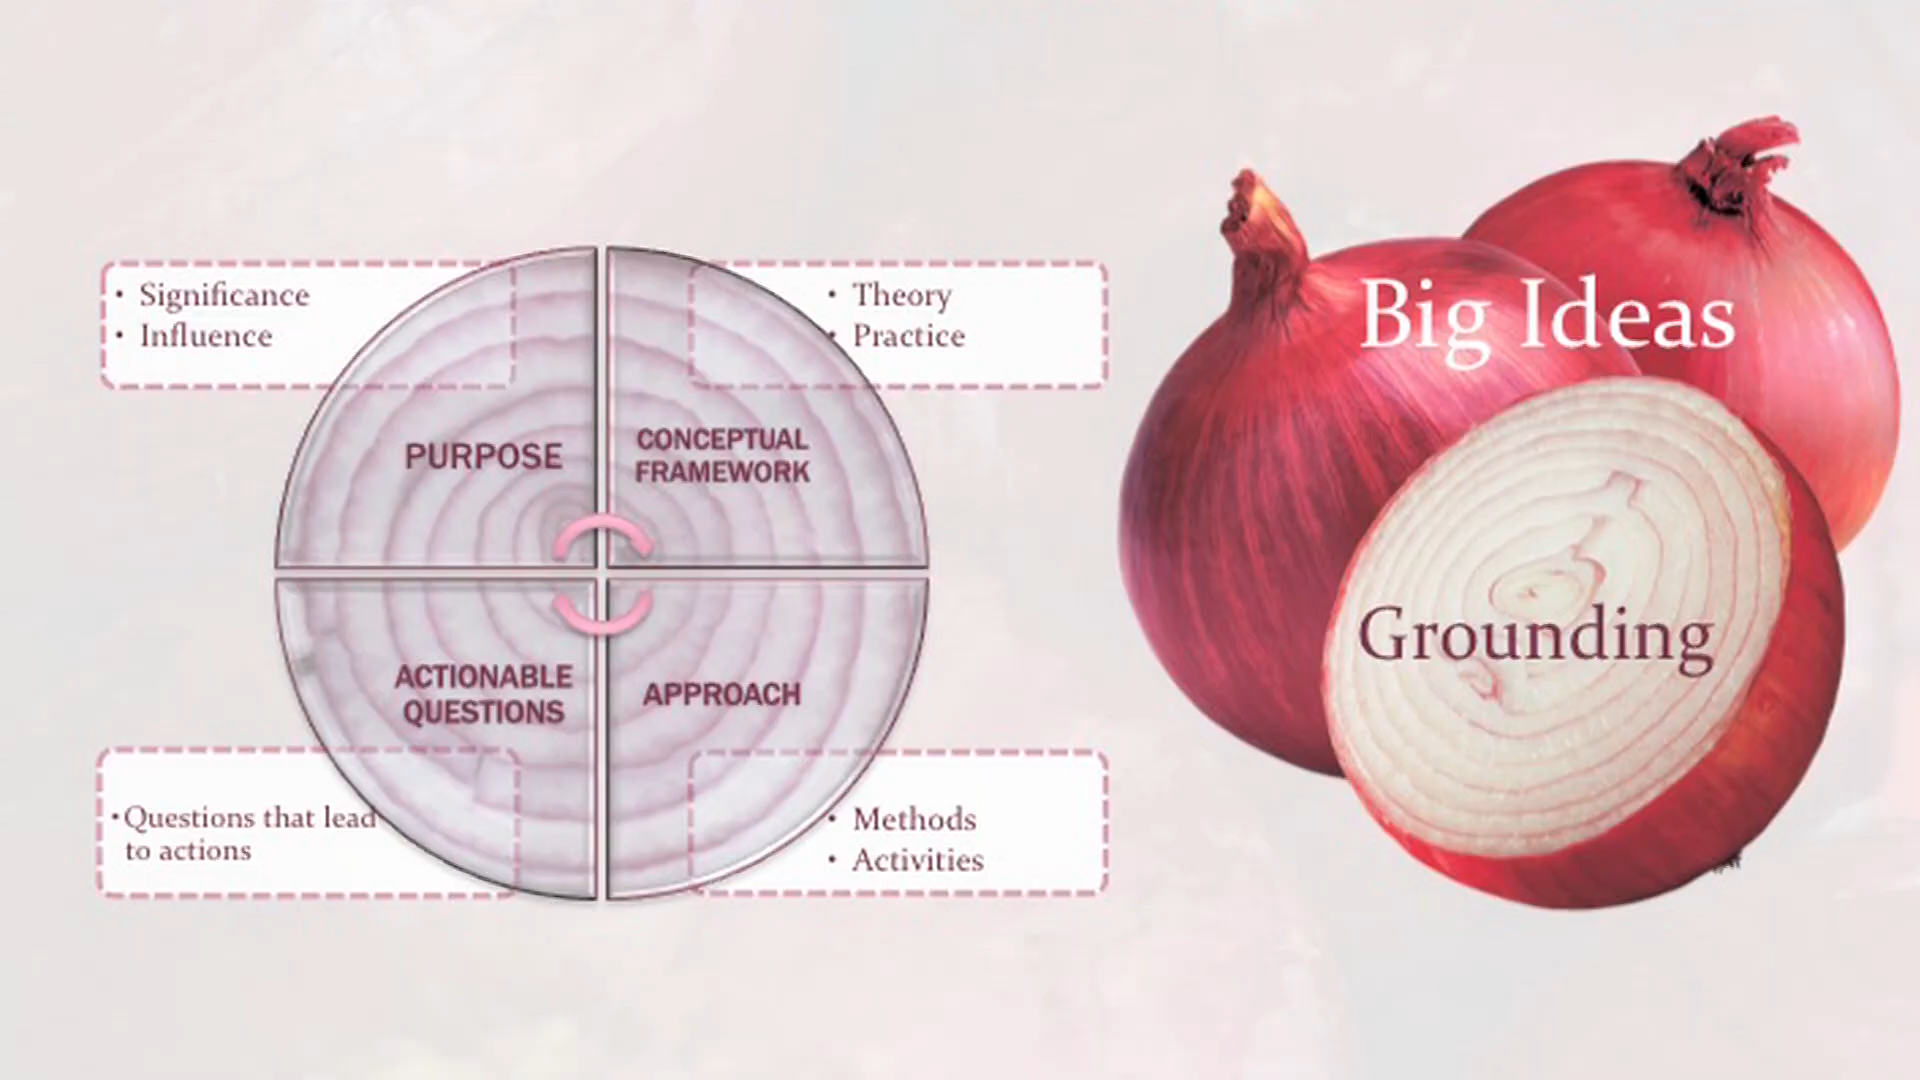 • Significance
• Influence
• Theory
• Practice
PURPOSE
CONCEPTUAL
FRAMEWORK
ACTIONABLE
QUESTIONS
APPROACH
• Questions that lead
to actions
• Methods
• Activities
Big Ideas
Grounding